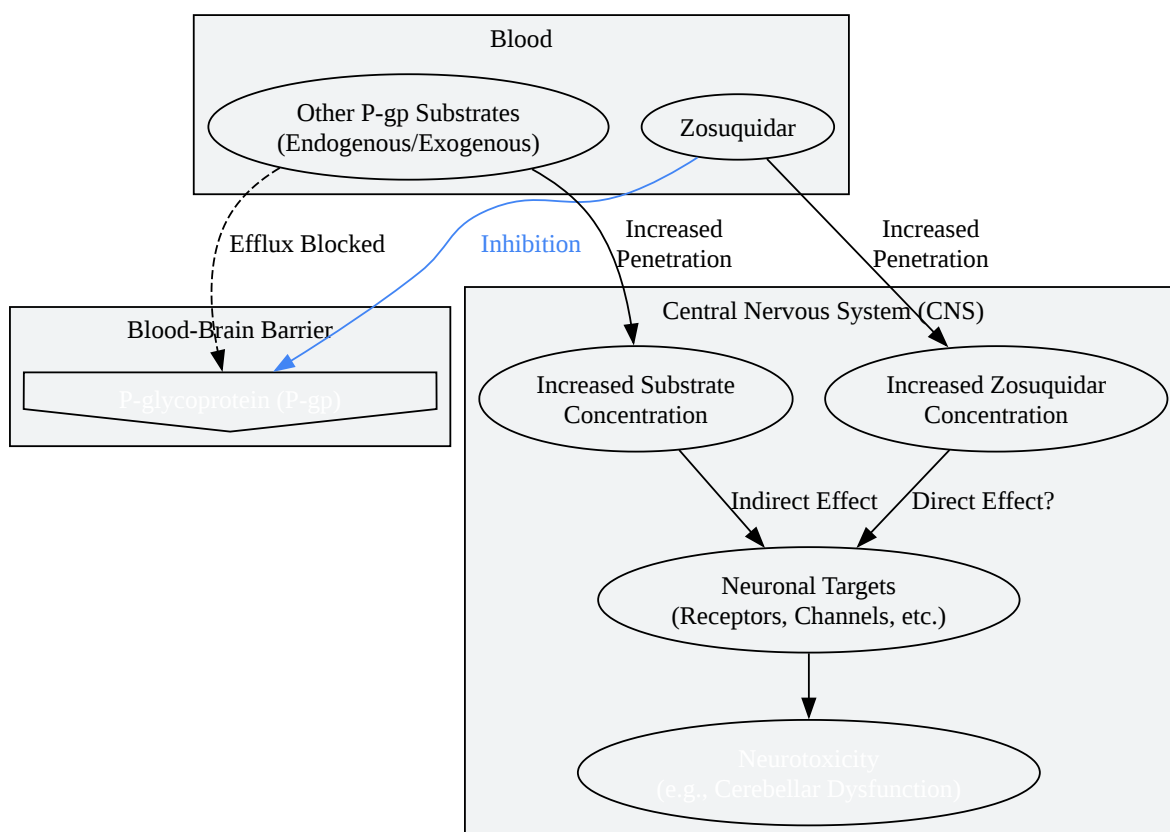 Blood
Other P-gp Substrates
(Endogenous/Exogenous)
Zosuquidar
Efflux Blocked
Inhibition
Increased
Penetration
Increased
Penetration
Blood-Brain Barrier
P-glycoprotein (P-gp)
Central Nervous System (CNS)
Increased Substrate
Concentration
Increased Zosuquidar
Concentration
Indirect Effect
Direct Effect?
Neuronal Targets
(Receptors, Channels, etc.)
Neurotoxicity
(e.g., Cerebellar Dysfunction)